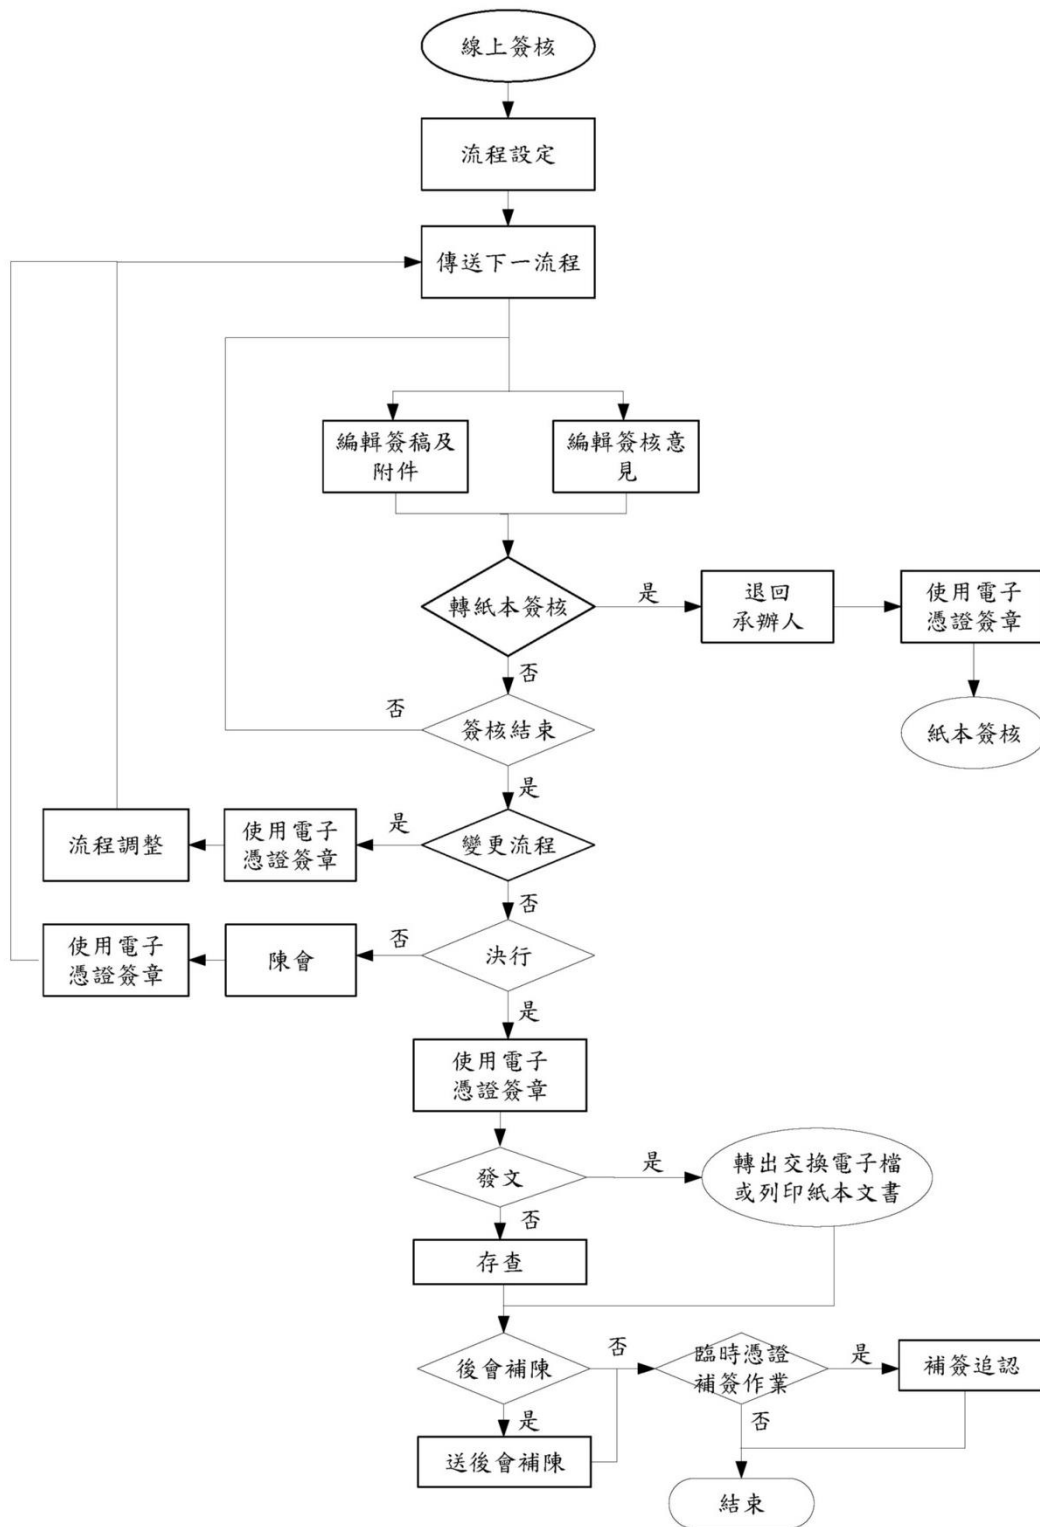 線上簽核
流程設定
傳送下一流程
編輯簽稿及
附件
編輯簽核意
見
轉紙本簽核
是
退回
承辦人
使用電子
憑證簽章
否
紙本簽核
否
簽核結束
是
流程調整
使用電子
憑證簽章
是
變更流程
否
使用電子
憑證簽章
陳會
否
決行
是
使用電子
憑證簽章
發文
是
轉出交換電子檔
或列印紙本文書
否
存查
後會補陳
否
臨時憑證
補簽作業
是
補簽追認
是
否
送後會補陳
結束